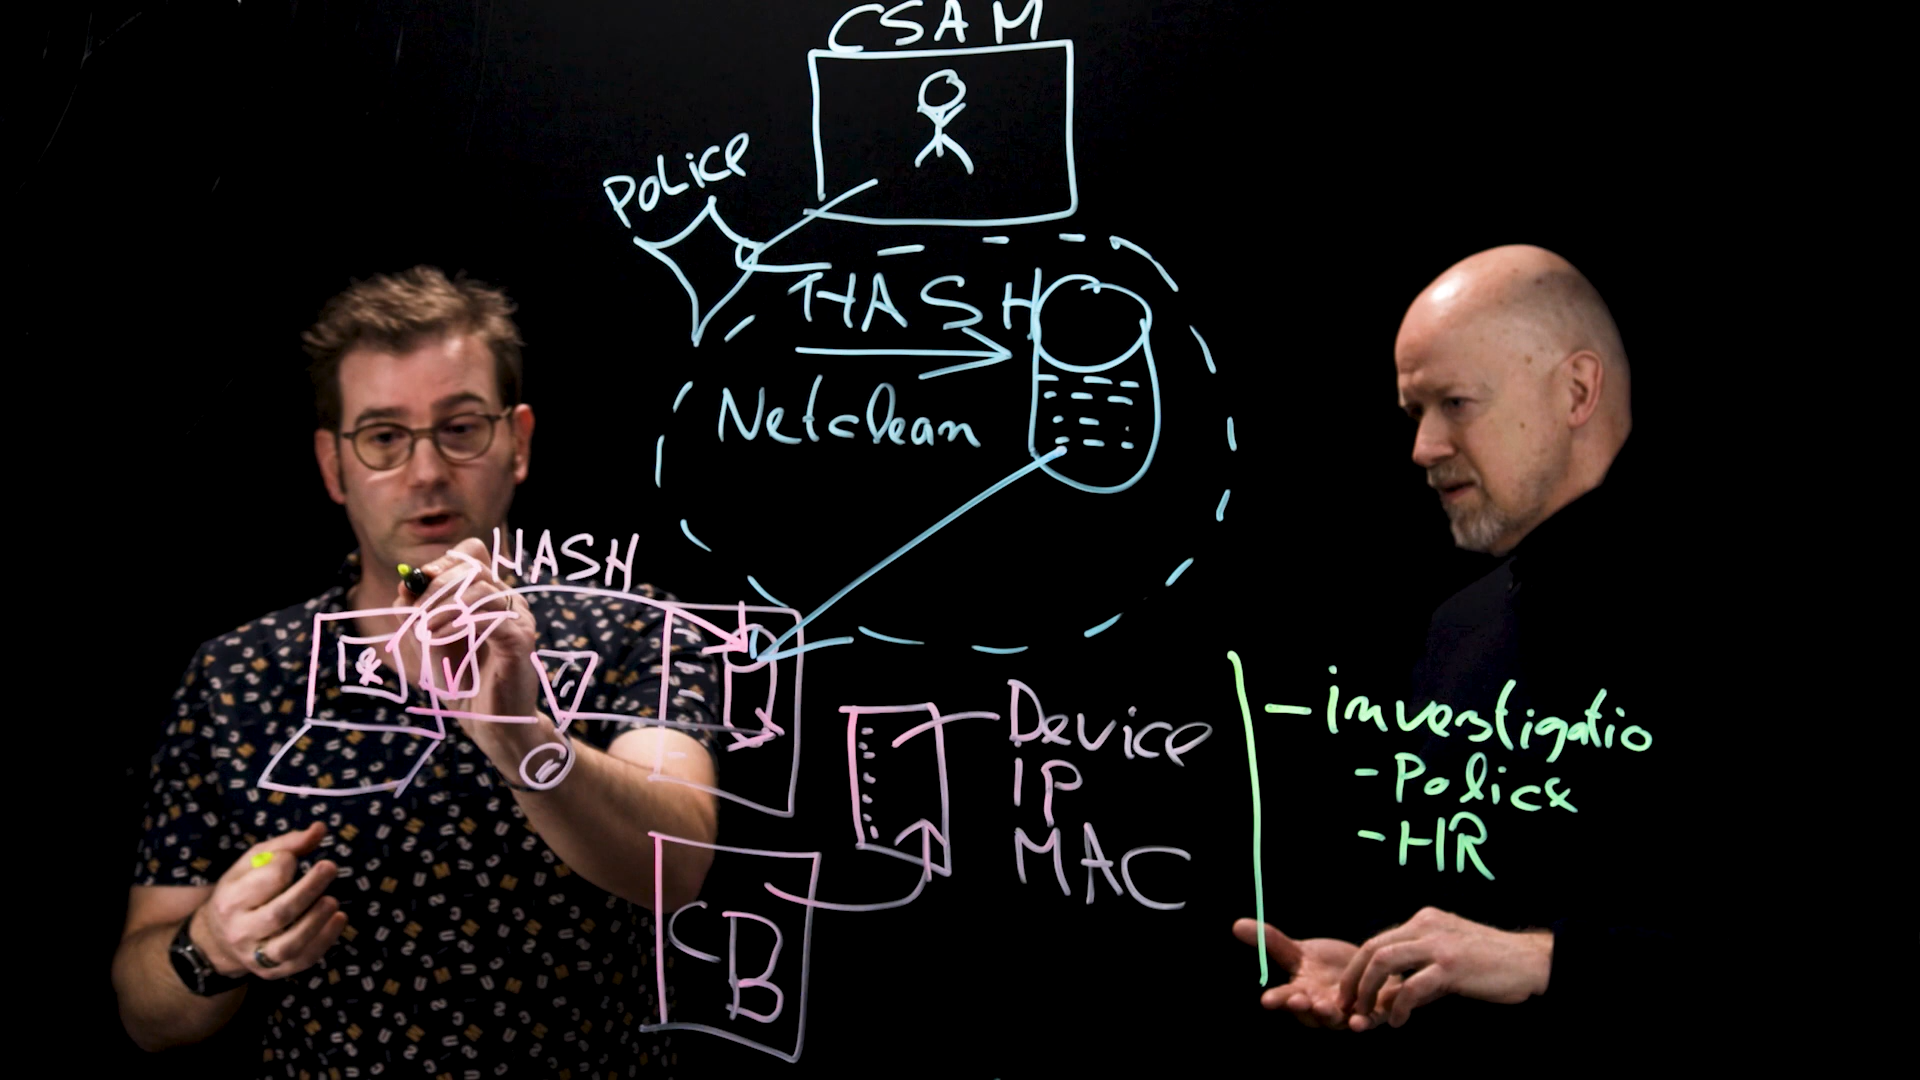 CSAM
POLICE
HASH
Netclean
HASH
Device
IP
MAC
CB
- investigatio
- Police
- HR